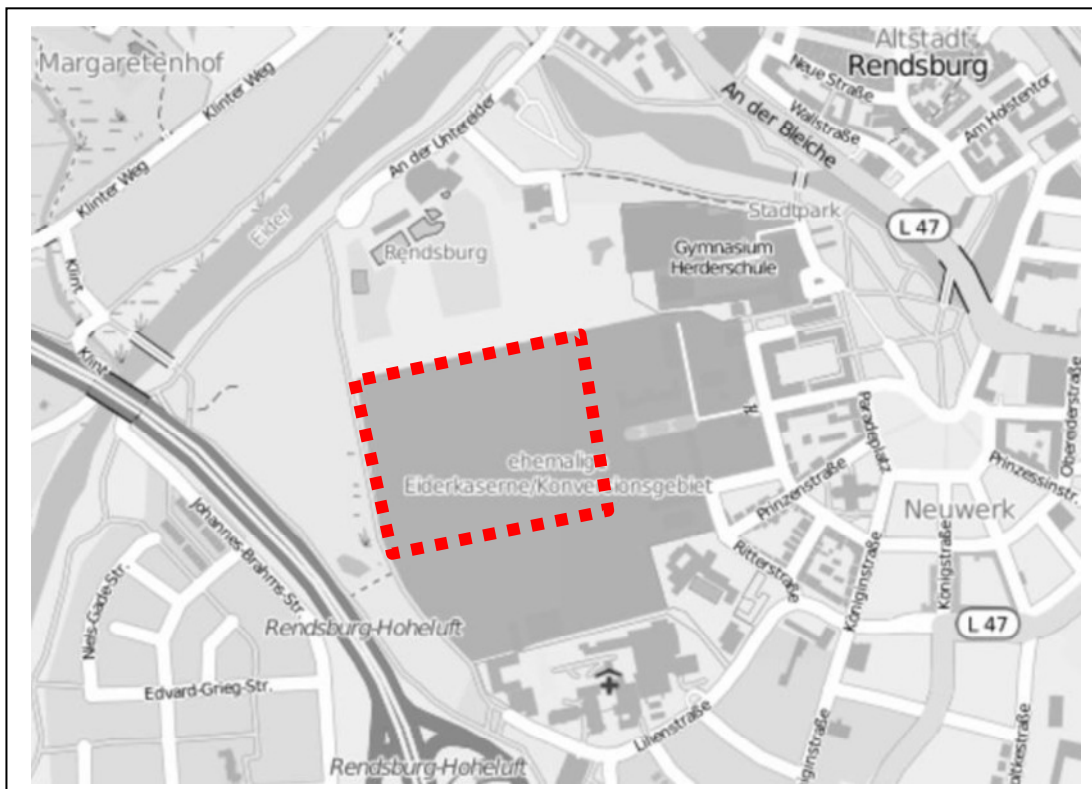 Altstadt
Rendsburg
Margaretenhof
Klinter Weg
Neue Straße
An der Bleiche
Wallstraße
Am Holstentor
An der Untereider
Klinter Weg
Eider
Stadtpark
L 47
Rendsburg
Gymnasium
Herderschule
Klint
Klint
Paradeplatz
Obereiderstraße
ehemalige
Eiderkaserne/Konversionsgebiet
Prinzenstraße
Prinzessinstr.
Neuwerk
Johannes-Brahms-Str.
Ritterstraße
Königinstraße
Königstraße
Niels-Gade-Str.
Rendsburg-Hoheluft
L 47
Edvard-Grieg-Str.
Lilienstraße
Rendsburg-Hoheluft